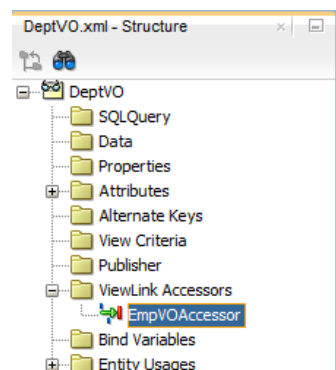 DeptVO.xml - Structure
DeptVO
SQLQuery
Data
Properties
Attributes
Alternate Keys
View Criteria
Publisher
ViewLink Accessors
EmpVOAccessor
Bind Variables
Entity Usages